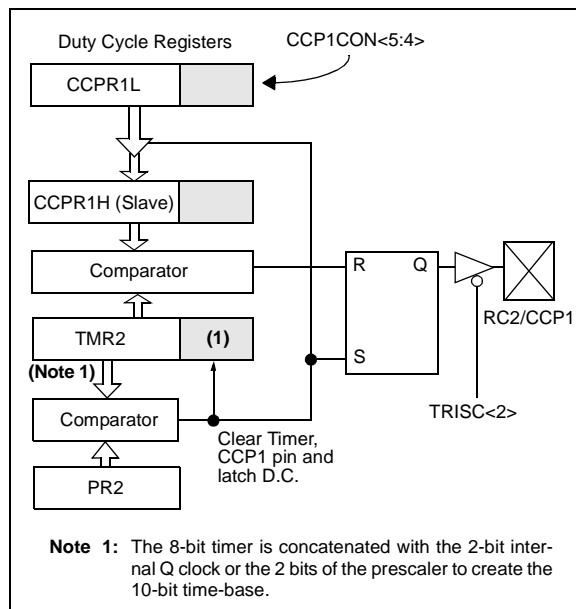 Duty Cycle Registers
CCP1CON<5:4>
CCPR1L
CCPR1H (Slave)
Comparator
R
Q
RC2/CCP1
TMR2
(1)
(Note 1)
S
TRISC<2>
Comparator
Clear Timer,
CCP1 pin and
latch D.C.
PR2
Note 1: The 8-bit timer is concatenated with the 2-bit inter-
nal Q clock or the 2 bits of the prescaler to create the
10-bit time-base.